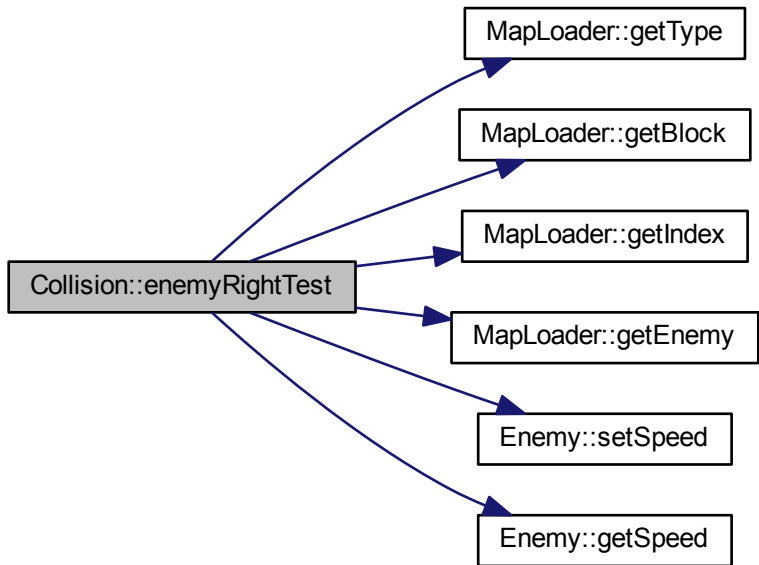 MapLoader::getType
MapLoader::getBlock
MapLoader::getIndex
Collision::enemyRightTest
MapLoader::getEnemy
Enemy::setSpeed
Enemy::getSpeed